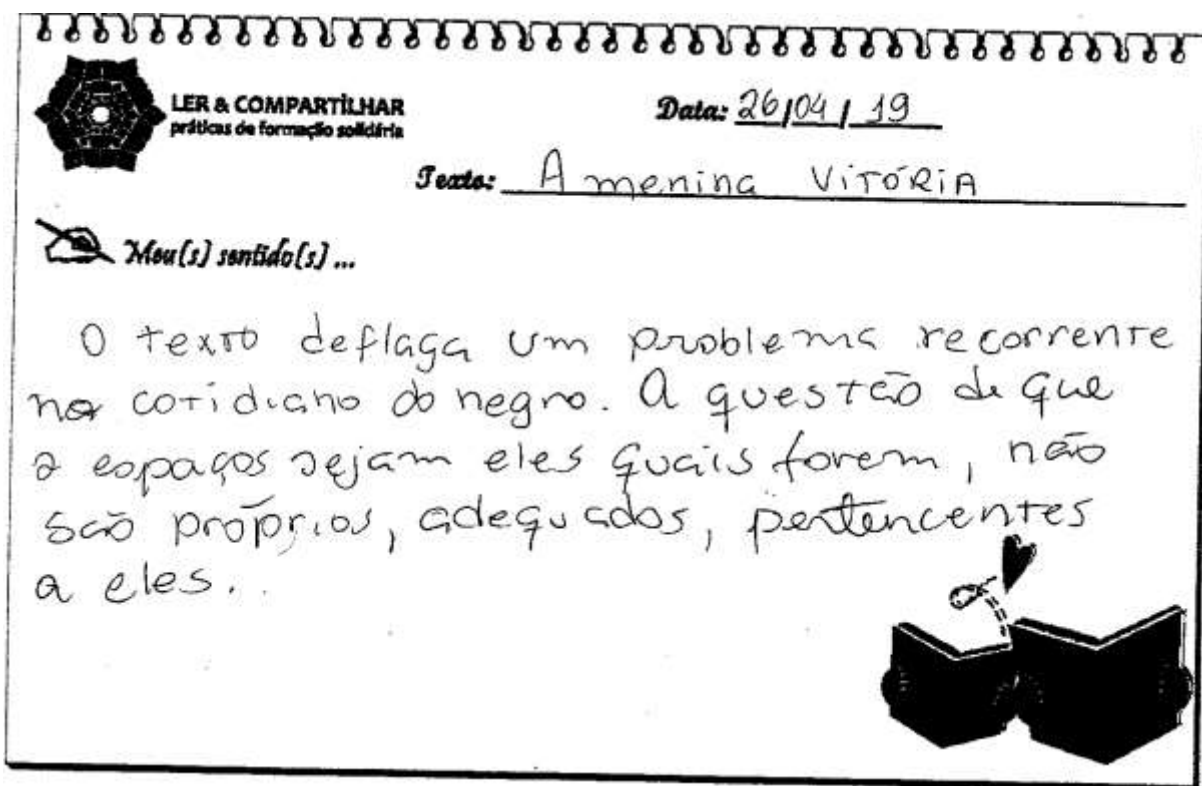 LER & COMPARTILHAR
práticas de formação solidária
Data: 26/04/19
Texto: A menina VITÓRIA
Meu(s) sentido(s)...
O texto deflaga um problema recorrente
no cotidiano do negro. A questão de que
a espaços sejam eles quais forem, não
são próprios, adequados, pertencentes
a eles..